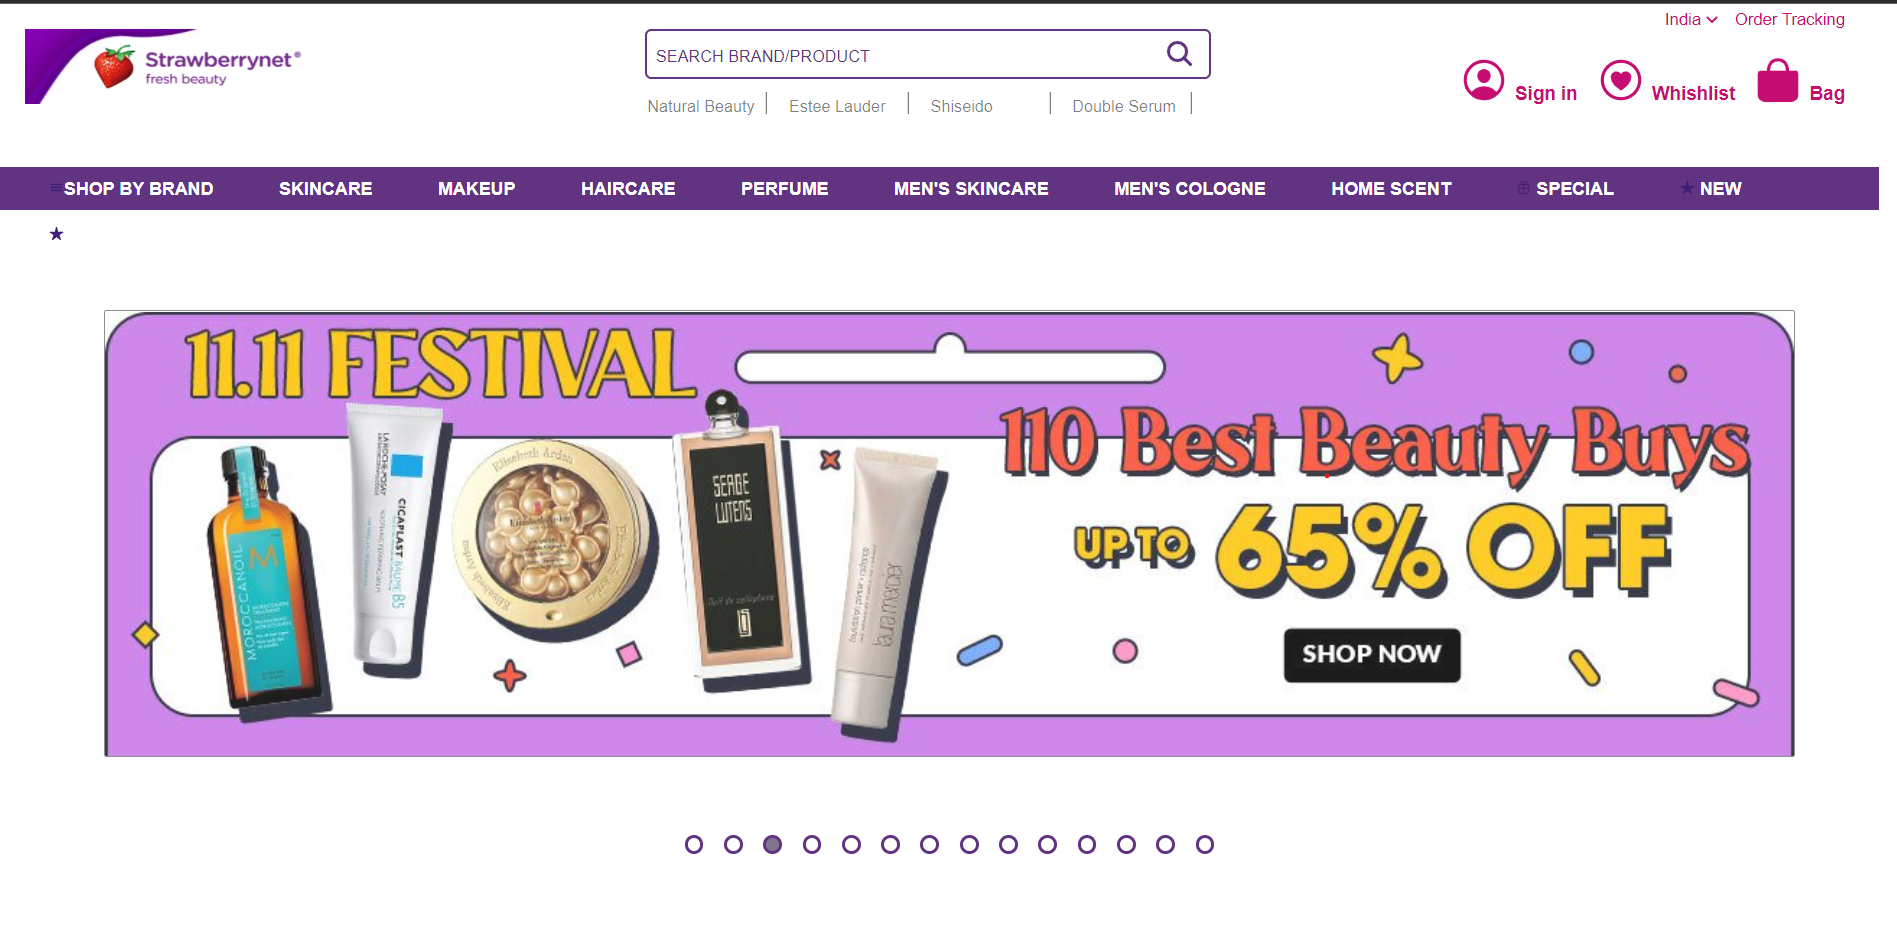 India Order Tracking
Strawberrynet®
fresh beauty
SEARCH BRAND/PRODUCT
Sign in Whishlist Bag
Natural Beauty Estee Lauder Shiseido Double Serum
SHOP BY BRAND SKINCARE MAKEUP HAIRCARE PERFUME MEN'S SKINCARE MEN'S COLOGNE HOME SCENT SPECIAL NEW
11.11 FESTIVAL
110 Best Beauty Buys
UP TO 65% OFF
SHOP NOW
M
MOROCCANOIL
LA ROCHE-POSAY
CICAPLAST BAUME B5
Elizabeth Arden
SERGE
LUTENS
laura mercier